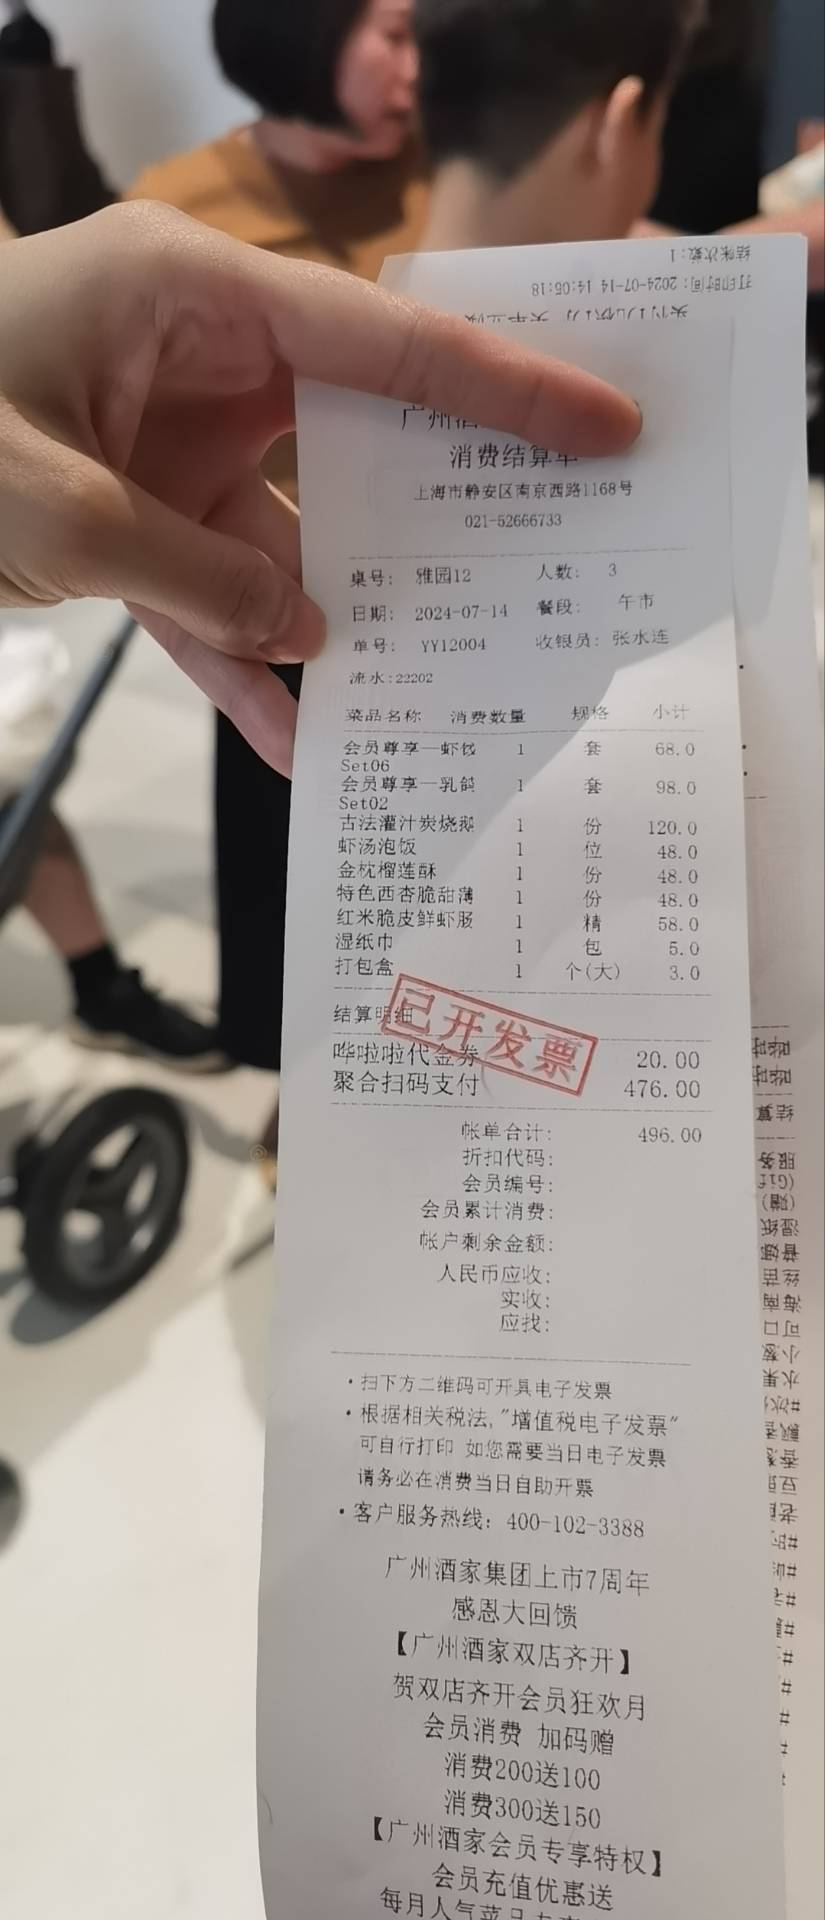 结账次数:1
打印时间: 2024-07-14 14:05:18
广州
消费结算单
上海市静安区南京西路1168号
021-52666733
桌号: 雅园12 人数: 3
日期: 2024-07-14 餐段: 午市
单号: YY12004 收银员: 张水连
流水:22202
菜品名称 消费数量 规格 小计
会员尊享一虾饺 1 套 68.0
Set06
会员尊享一乳鸽 1 套 98.0
Set02
古法灌汁炭烧鹅 1 份 120.0
虾汤泡饭 1 位 48.0
金枕榴莲酥 1 份 48.0
特色西杏脆甜薄 1 份 48.0
红米脆皮鲜虾肠 1 精 58.0
湿纸巾 1 包 5.0
打包盒 1 个(大) 3.0
结算明细
已开发票
哗啦啦代金券 20.00
聚合扫码支付 476.00
帐单合计: 496.00
折扣代码:
会员编号:
会员累计消费:
帐户剩余金额:
人民币应收:
实收:
应找:
·扫下方二维码可开具电子发票
·根据相关税法,"增值税电子发票"
可自行打印 如您需要当日电子发票
请务必在消费当日自助开票
·客户服务热线: 400-102-3388
广州酒家集团上市7周年
感恩大回馈
【广州酒家双店齐开】
贺双店齐开会员狂欢月
会员消费 加码赠
消费200送100
消费300送150
【广州酒家会员专享特权】
会员充值优惠送
每月人气菜品